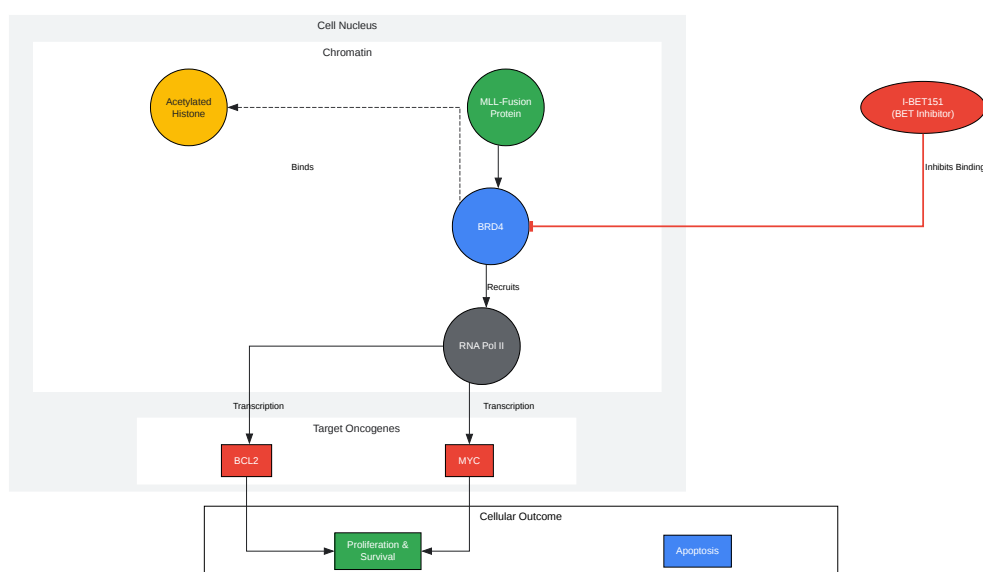 Cell Nucleus
Chromatin
Acetylated
Histone
MLL-Fusion
Protein
I-BET151
(BET Inhibitor)
Binds
Inhibits Binding
BRD4
Recruits
RNA Pol II
Transcription
Transcription
Target Oncogenes
BCL2
MYC
Cellular Outcome
Proliferation &
Survival
Apoptosis